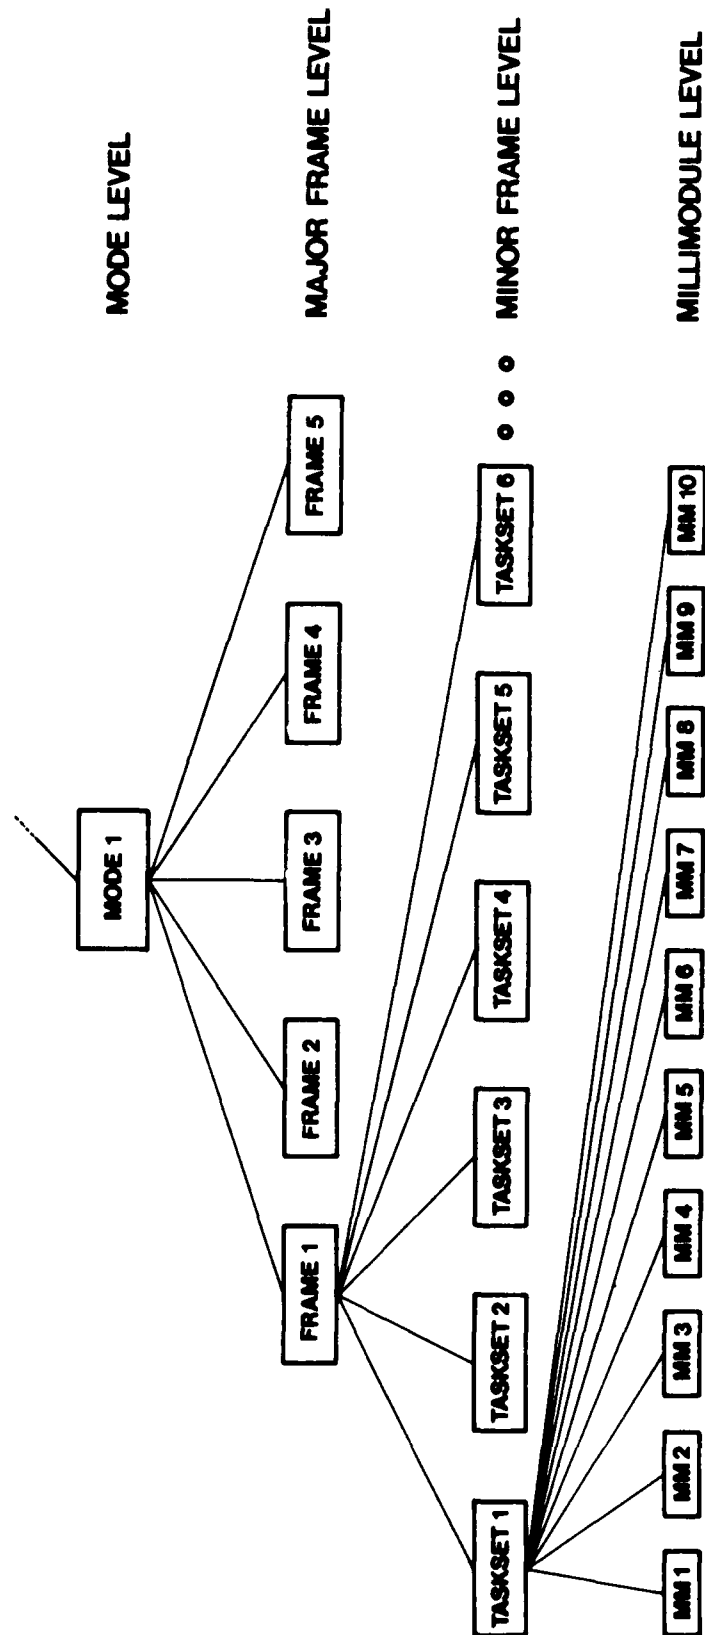 MODE 1
MODE LEVEL
FRAME 1
FRAME 2
FRAME 3
FRAME 4
FRAME 5
MAJOR FRAME LEVEL
TASKSET 1
TASKSET 2
TASKSET 3
TASKSET 4
TASKSET 5
TASKSET 6
MINOR FRAME LEVEL
MM 1
MM 2
MM 3
MM 4
MM 5
MM 6
MM 7
MM 8
MM 9
MM 10
MILLIMODULE LEVEL